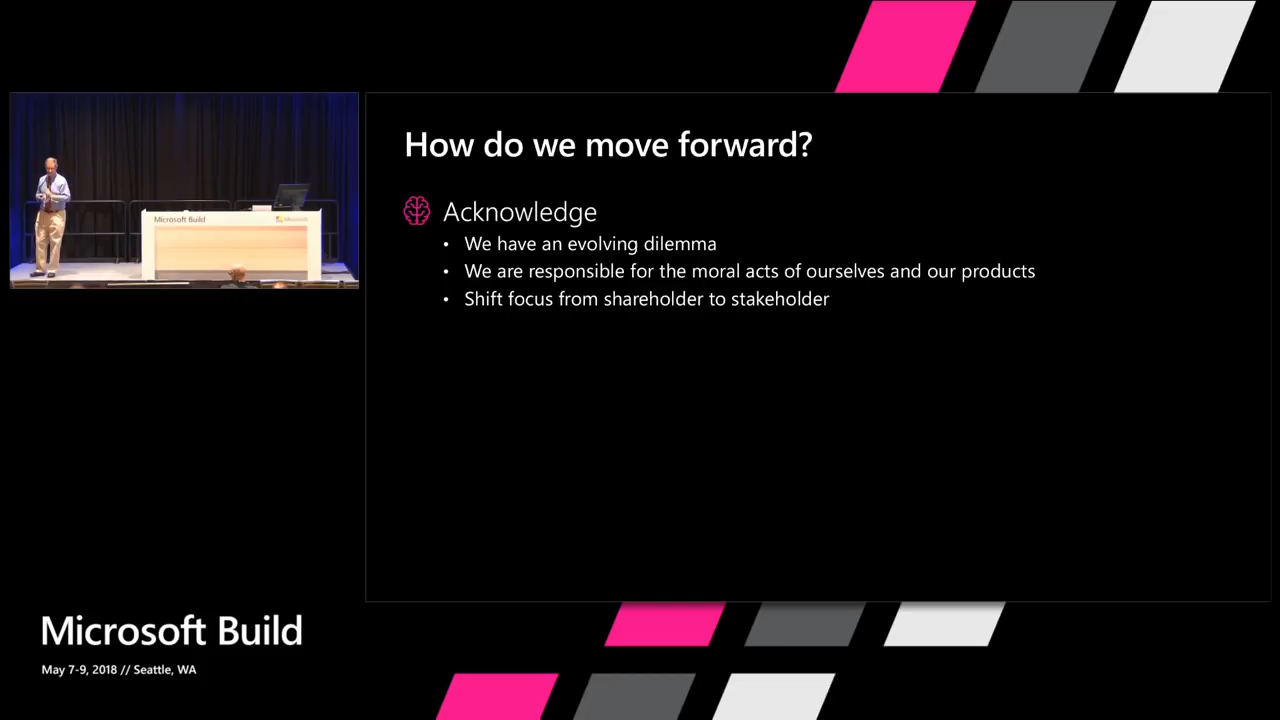 How do we move forward?
Acknowledge
• We have an evolving dilemma
• We are responsible for the moral acts of ourselves and our products
• Shift focus from shareholder to stakeholder
Microsoft Build
Microsoft
Microsoft Build
May 7-9, 2018 // Seattle, WA